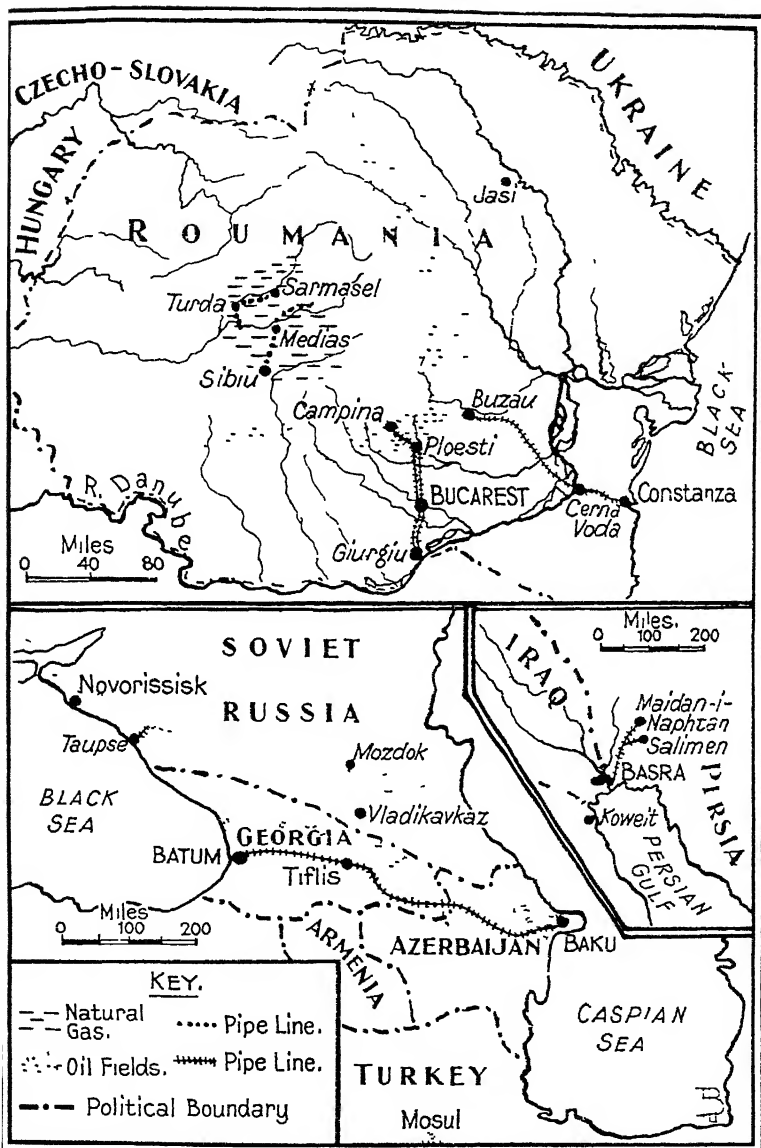 CZECHO-SLOVAKIA
UKRAINE
HUNGARY
Jasi
ROUMANIA
Sarmasel
Turda
Medias
Sibiu
BLACK-
SEA
Buzau
Campina
Ploesti
R. Danube
BUCAREST
Cerna
Voda
Constanza
Miles
0 40 80
Giurgiu
SOVIET
RUSSIA
Novorissisk
Taupse
Mozdok
BLACK
SEA
Vladikavkaz
GEORGIA
BATUM
Tiflis
Miles
0 100 200
ARMENIA
AZERBAIJAN
BAKU
CASPIAN
SEA
TURKEY
Mosul
Miles.
0 100 200
IRAQ
Maidan-i-
Naphtan
Salimen
BASRA
PIRSIA
Koweit
PERSIAN
GULF
KEY.
Natural
Gas.
Pipe Line.
Oil Fields.
Pipe Line.
Political Boundary